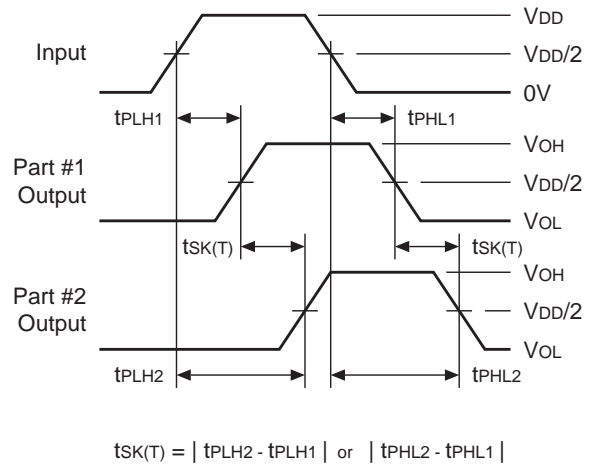 VDD
Input
VDD/2
0V
tPLH1
tPHL1
VOH
Part #1
Output
VDD/2
VOL
tSK(T)
tSK(T)
VOH
Part #2
Output
VDD/2
VOL
tPLH2
tPHL2
tSK(T) = | tPLH2 - tPLH1 | or | tPHL2 - tPHL1 |